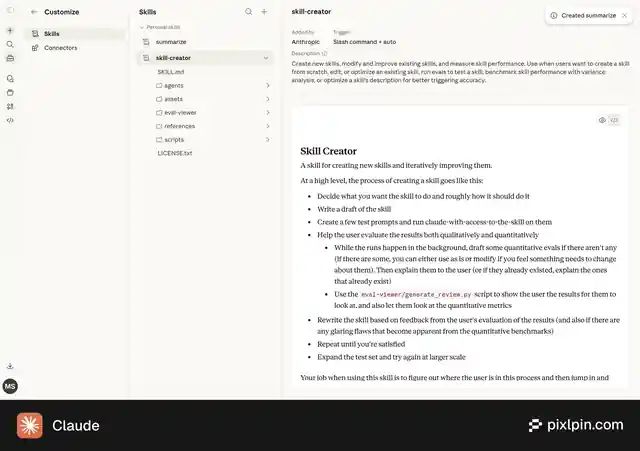 Customize
Skills
Connectors
MS
Skills
Personal skills
summarize
skill-creator
SKILL.md
agents
assets
eval-viewer
references
scripts
LICENSE.txt
skill-creator
Created summarize
Added by
Trigger
Anthropic
Slash command + auto
Description
Create new skills, modify and improve existing skills, and measure skill performance. Use when users want to create a skill
from scratch, edit, or optimize an existing skill, run evals to test a skill, benchmark skill performance with variance
analysis, or optimize a skill's description for better triggering accuracy.
Skill Creator
A skill for creating new skills and iteratively improving them.
At a high level, the process of creating a skill goes like this:
• Decide what you want the skill to do and roughly how it should do it
• Write a draft of the skill
• Create a few test prompts and run claude-with-access-to-the-skill on them
• Help the user evaluate the results both qualitatively and quantitatively
• While the runs happen in the background, draft some quantitative evals if there aren't any
(if there are some, you can either use as is or modify if you feel something needs to change
about them). Then explain them to the user (or if they already existed, explain the ones
that already exist)
• Use the eval-viewer/generate_review.py script to show the user the results for them to
look at, and also let them look at the quantitative metrics
• Rewrite the skill based on feedback from the user's evaluation of the results (and also if there are
any glaring flaws that become apparent from the quantitative benchmarks)
• Repeat until you're satisfied
• Expand the test set and try again at larger scale
Your job when using this skill is to figure out where the user is in this process and then jump in and
Claude
pixlpin.com